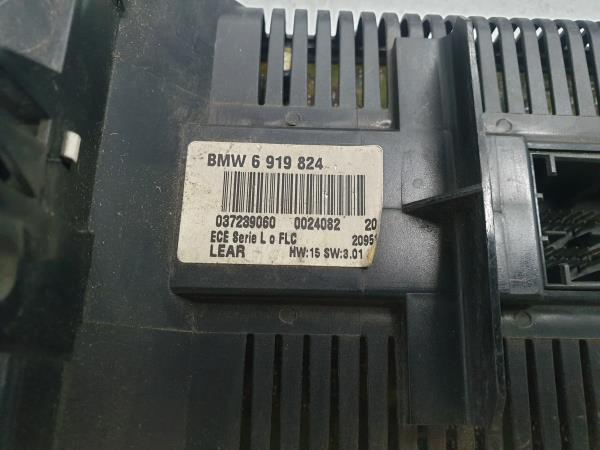 BMW 6 919 824
037239060 0024082 20
ECE Serie L o FLC 2095
LEAR HW:15 SW:3.01